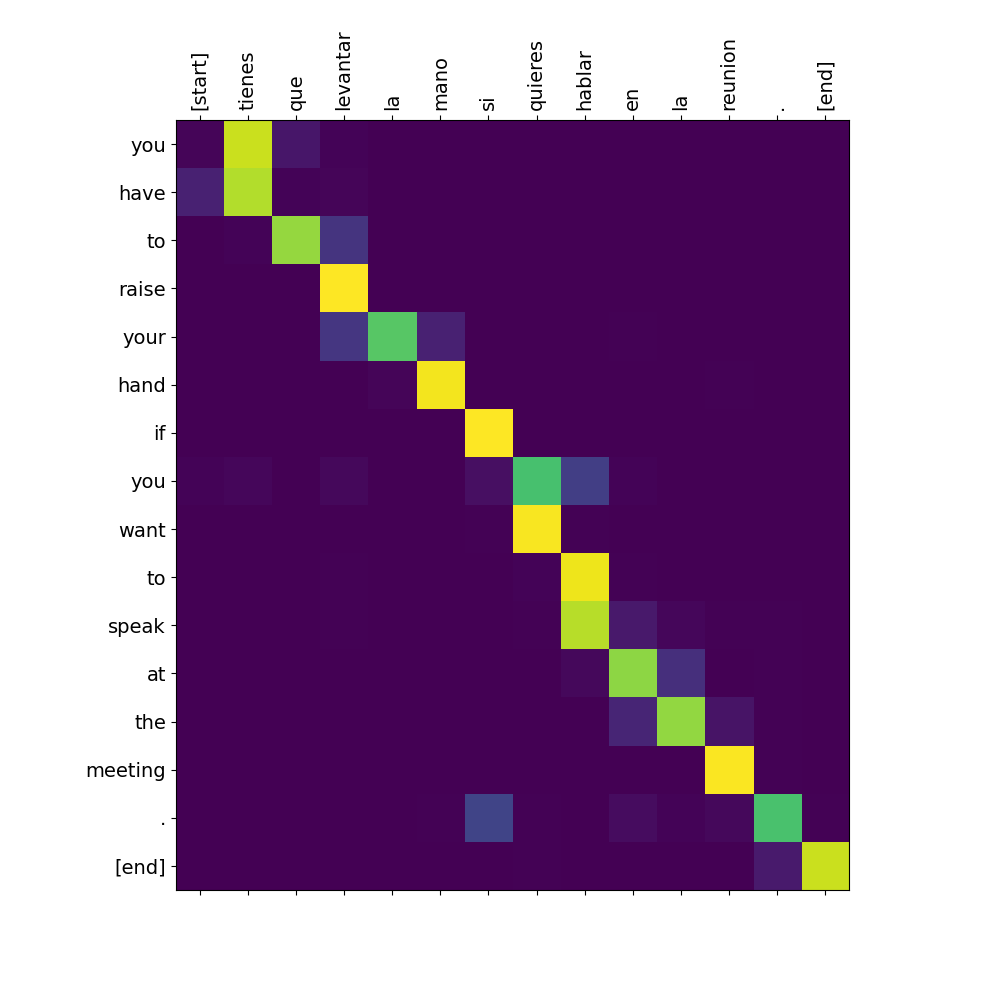 [start]
tienes
que
levantar
la
mano
si
quieres
hablar
en
la
reunion
.
[end]
you
have
to
raise
your
hand
if
you
want
to
speak
at
the
meeting
.
[end]